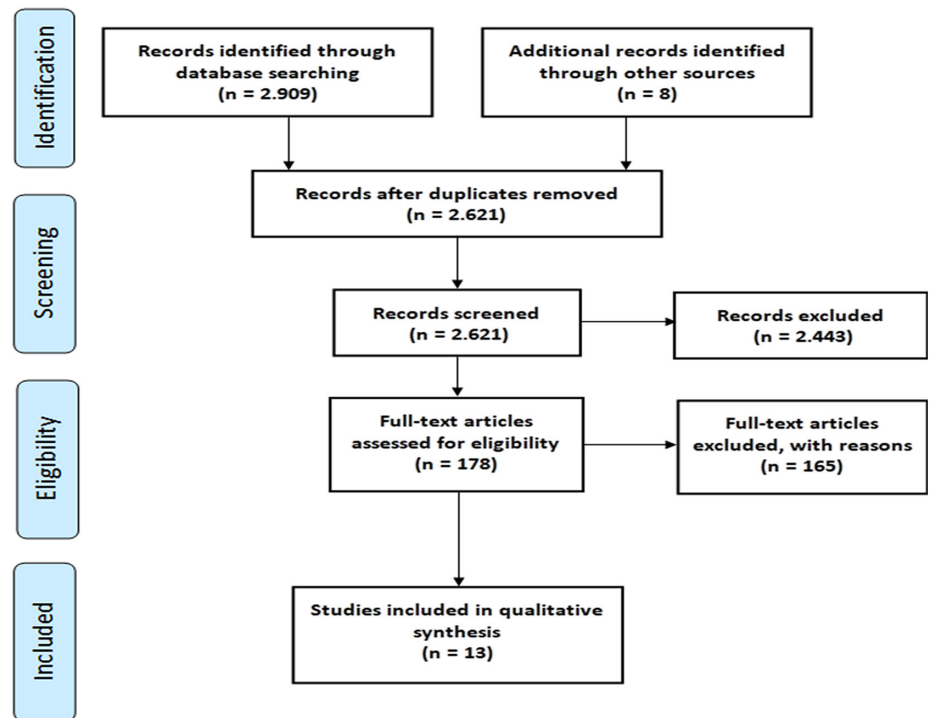 Identification
Records identified through
database searching
(n = 2.909)
Additional records identified
through other sources
(n = 8)
Records after duplicates removed
(n = 2.621)
Screening
Records screened
(n = 2.621)
Records excluded
(n = 2.443)
Eligibility
Full-text articles
assessed for eligibility
(n = 178)
Full-text articles
excluded, with reasons
(n = 165)
Included
Studies included in qualitative
synthesis
(n = 13)